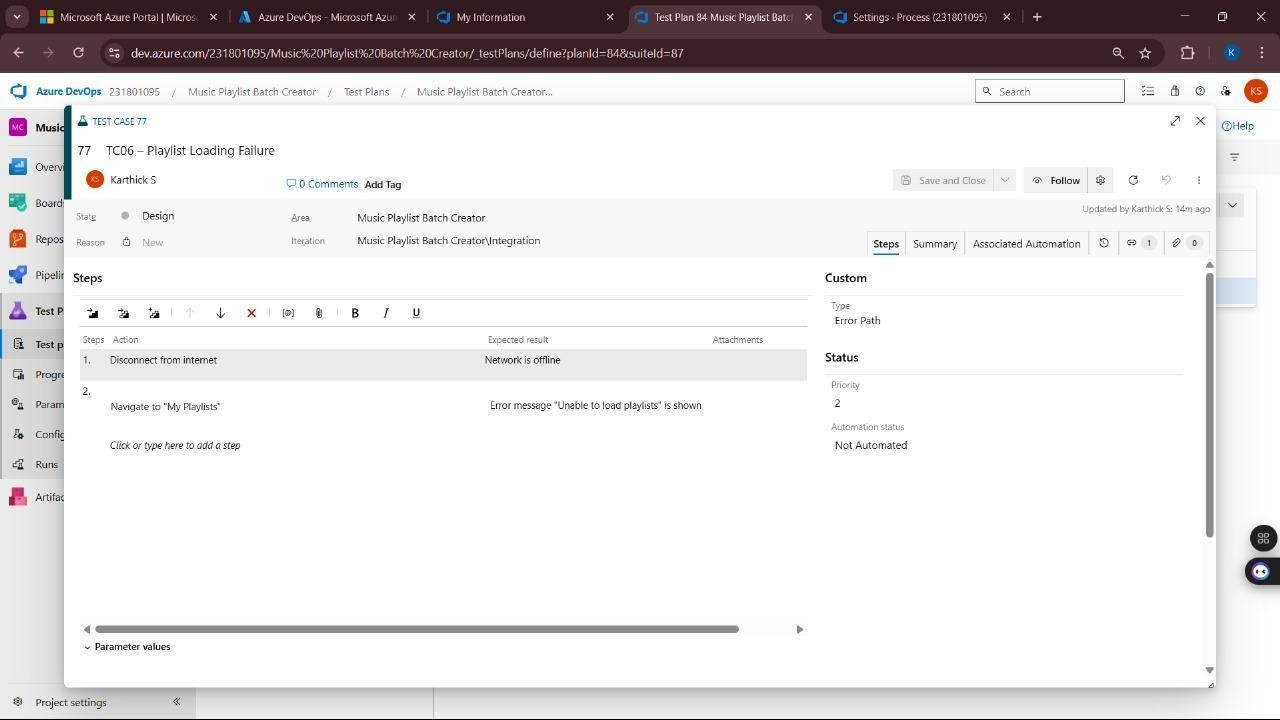 Microsoft Azure Portal | Microso
Azure DevOps - Microsoft Azur
My Information
Test Plan 84 Music Playlist Batc
Settings · Process (231801095)
dev.azure.com/231801095/Music%20Playlist%20Batch%20Creator/_testPlans/define?planId=84&suiteId=87
K
Azure DevOps 231801095 / Music Playlist Batch Creator / Test Plans / Music Playlist Batch Creator...
Search
KS
MC Music
Overv
Board
Repos
Pipelin
Test P
Test p
Progre
Param
Config
Runs
Artifac
Project settings
Help
TEST CASE 77
77 TC06 – Playlist Loading Failure
KS Karthick S
0 Comments Add Tag
Save and Close
Follow
State Design
Area Music Playlist Batch Creator
Updated by Karthick S: 14m ago
Reason New
Iteration Music Playlist Batch Creator\Integration
Steps Summary Associated Automation 1 0
Steps
B I U
Steps Action Expected result Attachments
1. Disconnect from internet Network is offline
2.
Navigate to "My Playlists" Error message "Unable to load playlists" is shown
Click or type here to add a step
Parameter values
Custom
Type
Error Path
Status
Priority
2
Automation status
Not Automated